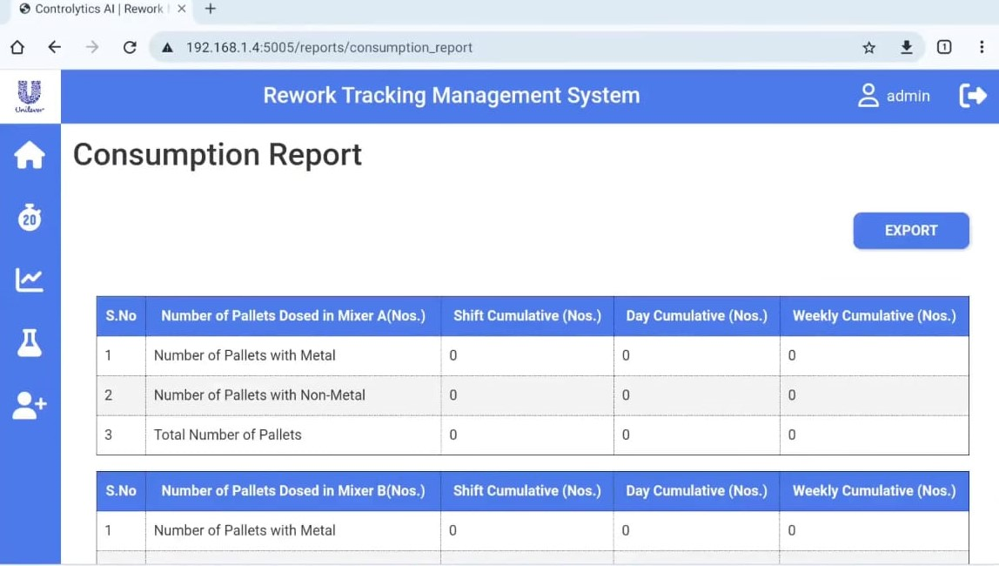 Controlytics AI | Rework
192.168.1.4:5005/reports/consumption_report
1
Unilever
Rework Tracking Management System
admin
Consumption Report
20
EXPORT
S.No Number of Pallets Dosed in Mixer A(Nos.) Shift Cumulative (Nos.) Day Cumulative (Nos.) Weekly Cumulative (Nos.)
1 Number of Pallets with Metal 0 0 0
2 Number of Pallets with Non-Metal 0 0 0
3 Total Number of Pallets 0 0 0
S.No Number of Pallets Dosed in Mixer B(Nos.) Shift Cumulative (Nos.) Day Cumulative (Nos.) Weekly Cumulative (Nos.)
1 Number of Pallets with Metal 0 0 0